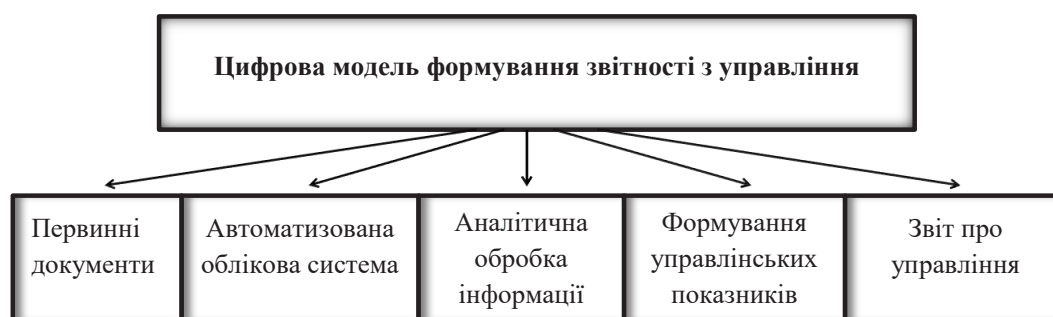 Цифрова модель формування звітності з управління
Первинні
документи
Автоматизована
облікова система
Аналітична
обробка
інформації
Формування
управлінських
показників
Звіт про
управління